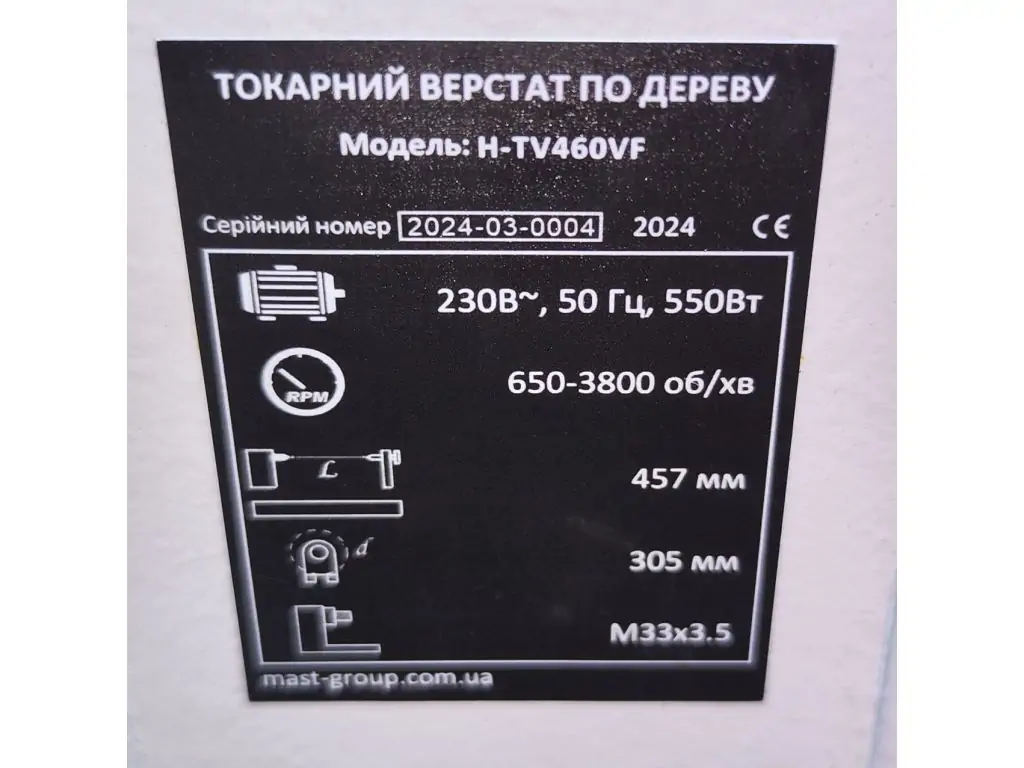 ТОКАРНИЙ ВЕРСТАТ ПО ДЕРЕВУ
Модель: H-TV460VF
Серійний номер 2024-03-0004 2024 CE
230В~, 50 Гц, 550Вт
RPM 650-3800 об/хв
L 457 мм
d 305 мм
M33x3.5
mast-group.com.ua